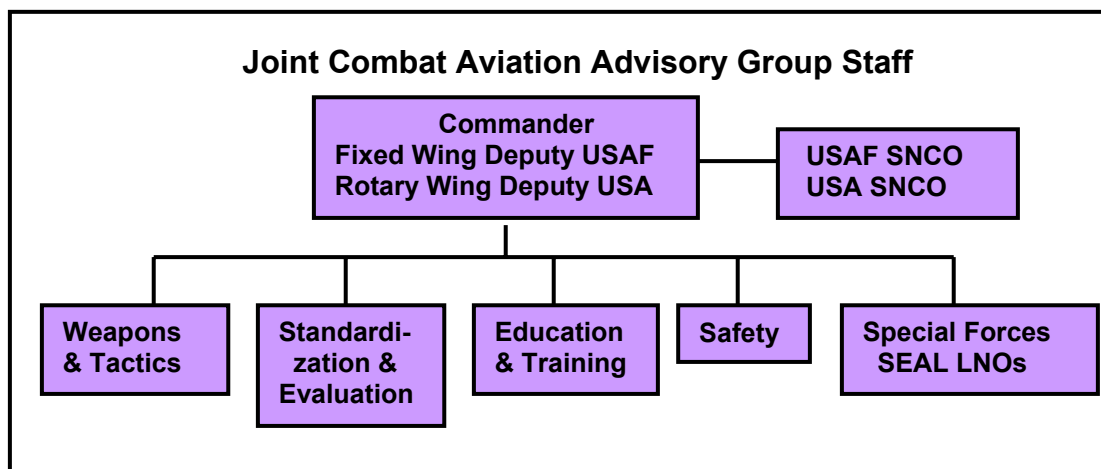 Joint Combat Aviation Advisory Group Staff
Commander
Fixed Wing Deputy USAF
Rotary Wing Deputy USA
USAF SNCO
USA SNCO
Weapons
& Tactics
Standardi-
zation &
Evaluation
Education
& Training
Safety
Special Forces
SEAL LNOs